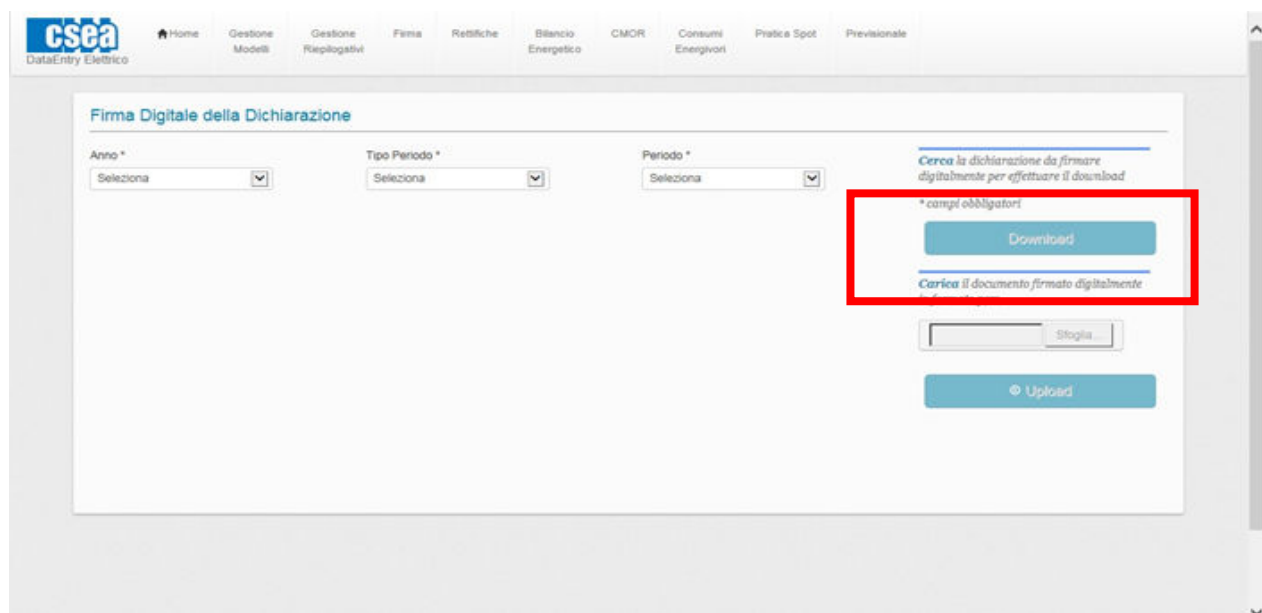 csea
DataEntry Elettrico
Home
Gestione
Modelli
Gestione
Riepilogativi
Firma
Rettifiche
Bilancio
Energetico
CMOR
Consumi
Energivori
Pratica Spot
Previsionale
Firma Digitale della Dichiarazione
Anno *
Tipo Periodo *
Periodo *
Seleziona
Seleziona
Seleziona
Cerca la dichiarazione da firmare
digitalmente per effettuare il download
* campi obbligatori
Download
Carica il documento firmato digitalmente
Sfoglia...
Upload